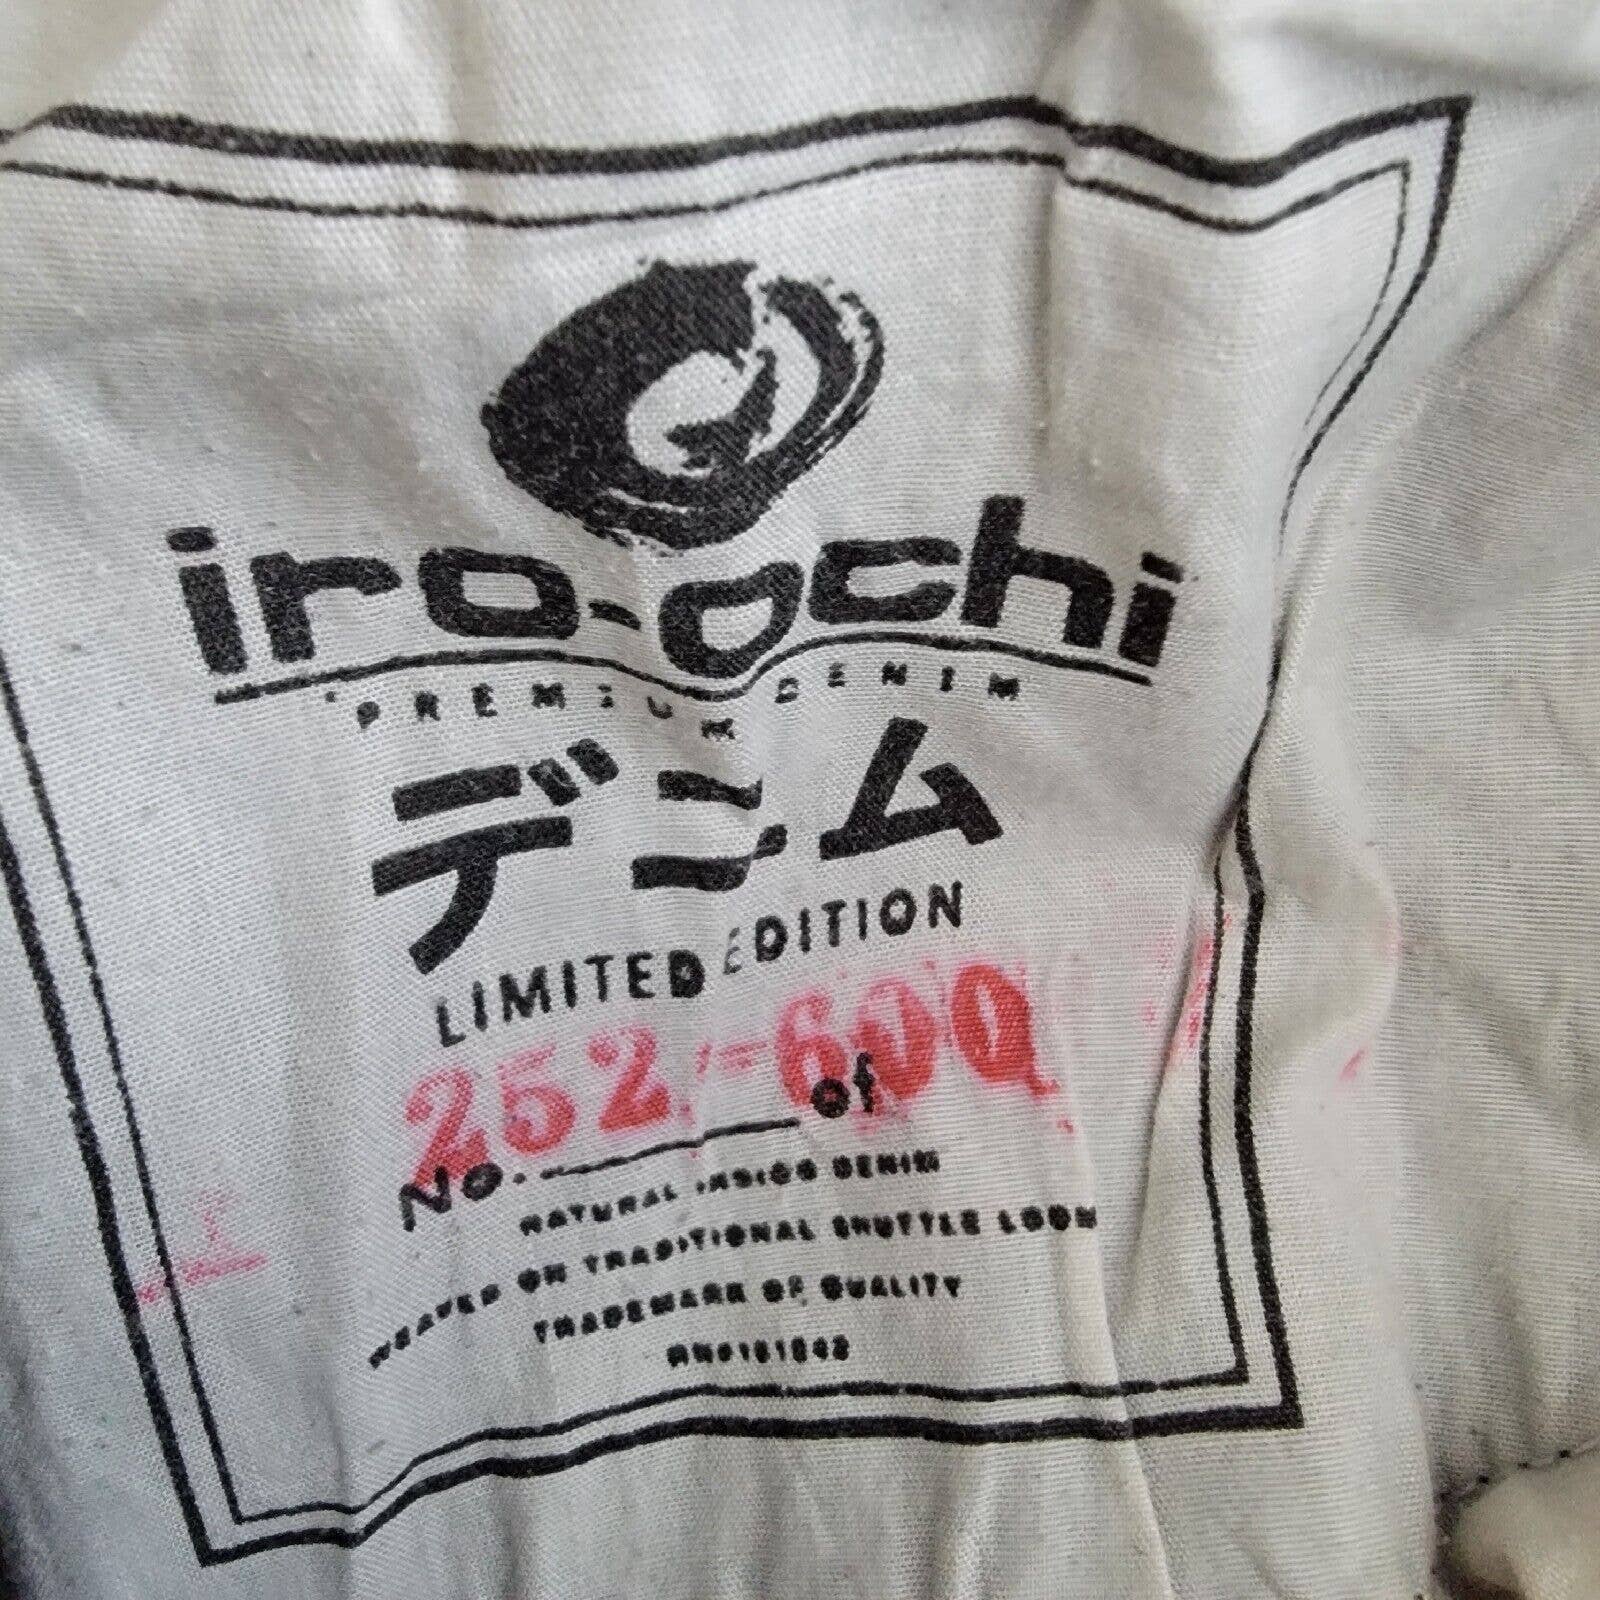 iro-ochi
PREMIUM DENIM
デニム
LIMITED EDITION
252 - 600
No. of
NATURAL INDIGO DENIM
WEAVED ON TRADITIONAL SHUTTLE LOOM
TRADEMARK OF QUALITY